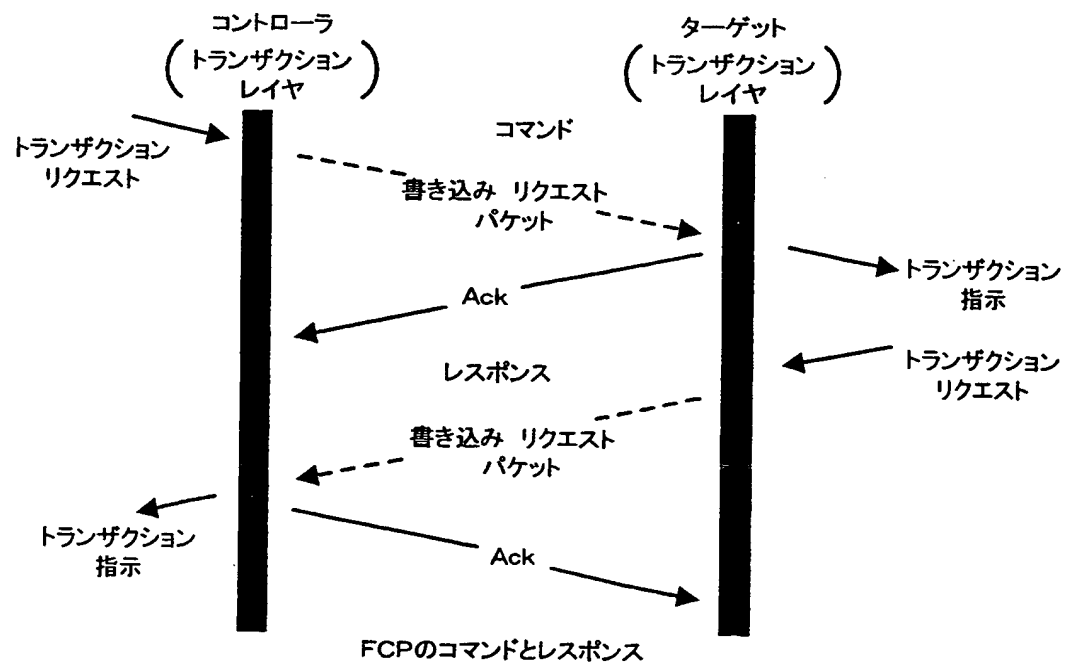 コントローラ
(トランザクション
レイヤ)
ターゲット
(トランザクション
レイヤ)
トランザクション
リクエスト
コマンド
書き込み リクエスト
パケット
トランザクション
指示
Ack
レスポンス
トランザクション
リクエスト
書き込み リクエスト
パケット
トランザクション
指示
Ack
FCPのコマンドとレスポンス